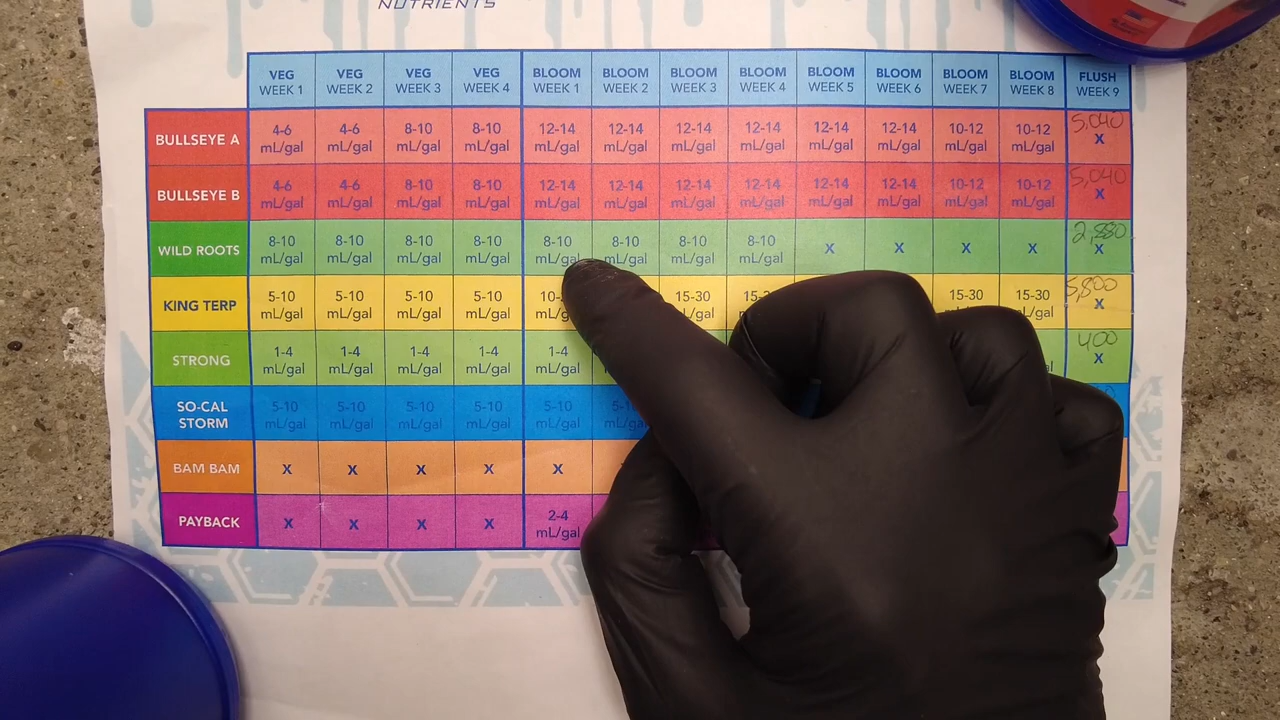 NUTRIENTS
VEG WEEK 1 VEG WEEK 2 VEG WEEK 3 VEG WEEK 4 BLOOM WEEK 1 BLOOM WEEK 2 BLOOM WEEK 3 BLOOM WEEK 4 BLOOM WEEK 5 BLOOM WEEK 6 BLOOM WEEK 7 BLOOM WEEK 8 FLUSH WEEK 9
BULLSEYE A 4-6 mL/gal 4-6 mL/gal 8-10 mL/gal 8-10 mL/gal 12-14 mL/gal 12-14 mL/gal 12-14 mL/gal 12-14 mL/gal 12-14 mL/gal 12-14 mL/gal 10-12 mL/gal 10-12 mL/gal 5,040 X
BULLSEYE B 4-6 mL/gal 4-6 mL/gal 8-10 mL/gal 8-10 mL/gal 12-14 mL/gal 12-14 mL/gal 12-14 mL/gal 12-14 mL/gal 12-14 mL/gal 12-14 mL/gal 10-12 mL/gal 10-12 mL/gal 5,040 X
WILD ROOTS 8-10 mL/gal 8-10 mL/gal 8-10 mL/gal 8-10 mL/gal 8-10 mL/gal 8-10 mL/gal 8-10 mL/gal 8-10 mL/gal X X X X 2,880 X
KING TERP 5-10 mL/gal 5-10 mL/gal 5-10 mL/gal 5-10 mL/gal 15-30 mL/gal 15-30 mL/gal 15-30 mL/gal X
STRONG 1-4 mL/gal 1-4 mL/gal 1-4 mL/gal 1-4 mL/gal 1-4 mL/gal 400 X
SO-CAL STORM 5-10 mL/gal 5-10 mL/gal 5-10 mL/gal 5-10 mL/gal 5-10 mL/gal
BAM BAM X X X X X
PAYBACK X X X X 2-4 mL/gal